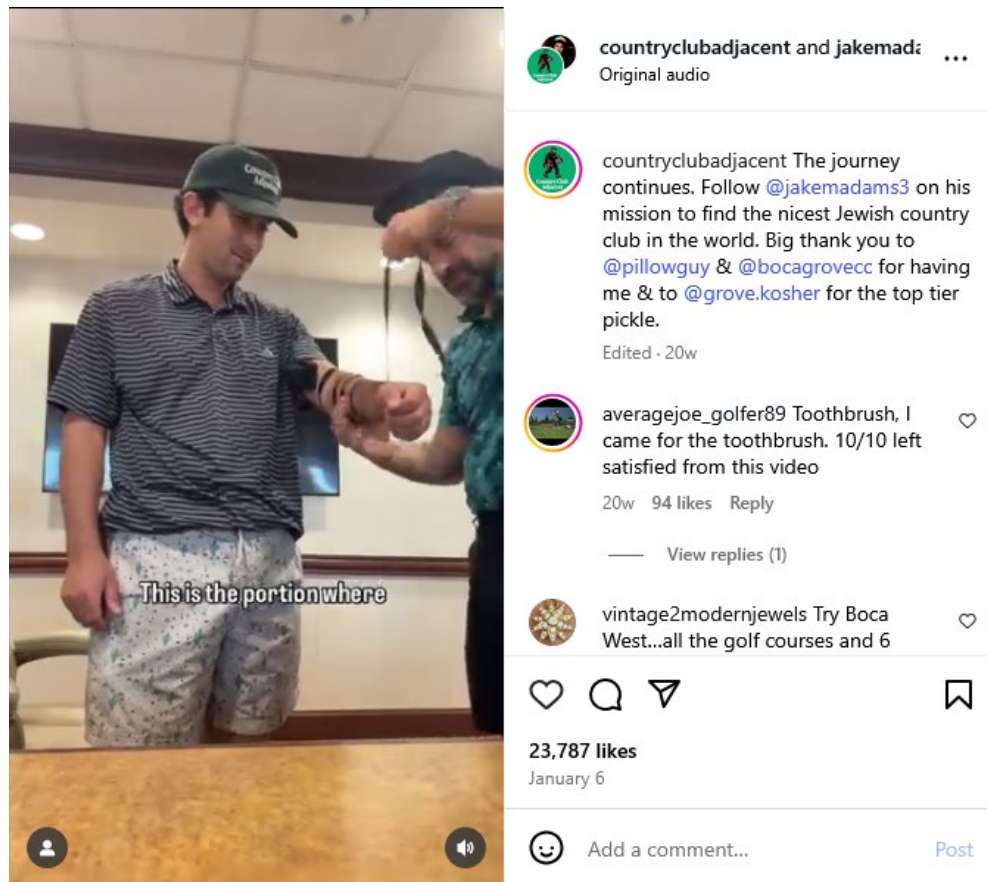 Country Club
Adjacent
This is the portion where
countryclubadjacent and jakemada
Original audio
countryclubadjacent The journey
continues. Follow @jakemadams3 on his
mission to find the nicest Jewish country
club in the world. Big thank you to
@pillowguy & @bocagrovecc for having
me & to @grove.kosher for the top tier
pickle.
Edited · 20w
averagejoe_golfer89 Toothbrush, I
came for the toothbrush. 10/10 left
satisfied from this video
20w 94 likes Reply
View replies (1)
vintage2modernjewels Try Boca
West...all the golf courses and 6
23,787 likes
January 6
Add a comment...
Post